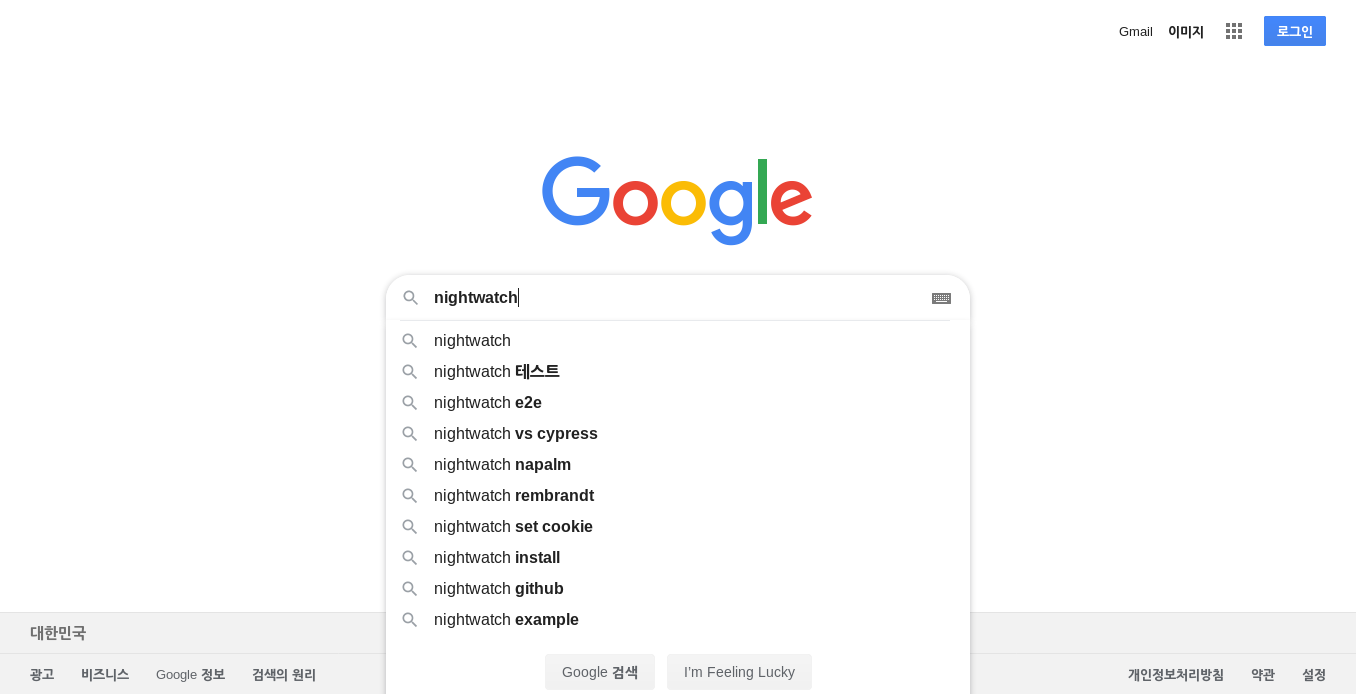 Gmail 이미지 로그인
Google
nightwatch
nightwatch
nightwatch 테스트
nightwatch e2e
nightwatch vs cypress
nightwatch napalm
nightwatch rembrandt
nightwatch set cookie
nightwatch install
nightwatch github
nightwatch example
대한민국
Google 검색 I'm Feeling Lucky
광고 비즈니스 Google 정보 검색의 원리 개인정보처리방침 약관 설정